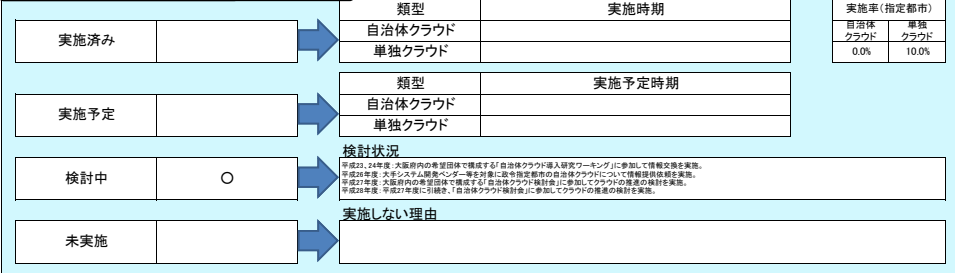 類型 実施時期
実施済み
自治体クラウド
単独クラウド
実施率（指定都市）
自治体クラウド 単独クラウド
0.0% 10.0%
類型 実施予定時期
実施予定
自治体クラウド
単独クラウド
検討状況
検討中 ○
平成23、24年度：大阪府内の希望団体で構成する「自治体クラウド導入研究ワーキング」に参加して情報交換を実施。
平成26年度：大手システム開発ベンダー等を対象に政令指定都市の自治体クラウドについて情報提供依頼を実施。
平成27年度：大阪府内の希望団体で構成する「自治体クラウド検討会」に参加してクラウドの推進の検討を実施。
平成28年度：平成27年度に引続き、「自治体クラウド検討会」に参加してクラウドの推進の検討を実施。
実施しない理由
未実施